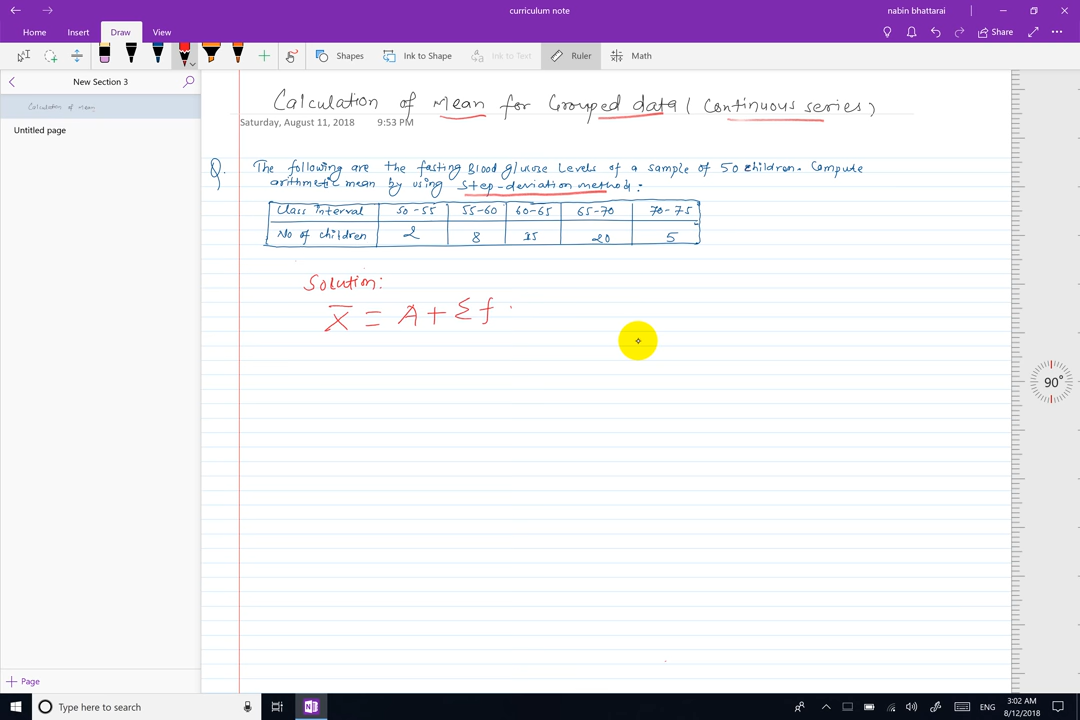 curriculum note
nabin bhattarai
Home Insert Draw View
Share
Shapes Ink to Shape Ink to Text Ruler Math
New Section 3
Calculation of Mean
Untitled page
Calculation of Mean for Grouped data ( Continuous series )
Saturday, August 11, 2018 9:53 PM
Q. The following are the fasting Blood glucose Levels of a sample of 50 children. Compute
arithmetic mean by using Step-deviation method:
Class Interval 50-55 55-60 60-65 65-70 70-75
No of children 2 8 15 20 5
Solution:
X̅ = A + Σf
90°
Page
Type here to search
ENG
3:02 AM
8/12/2018